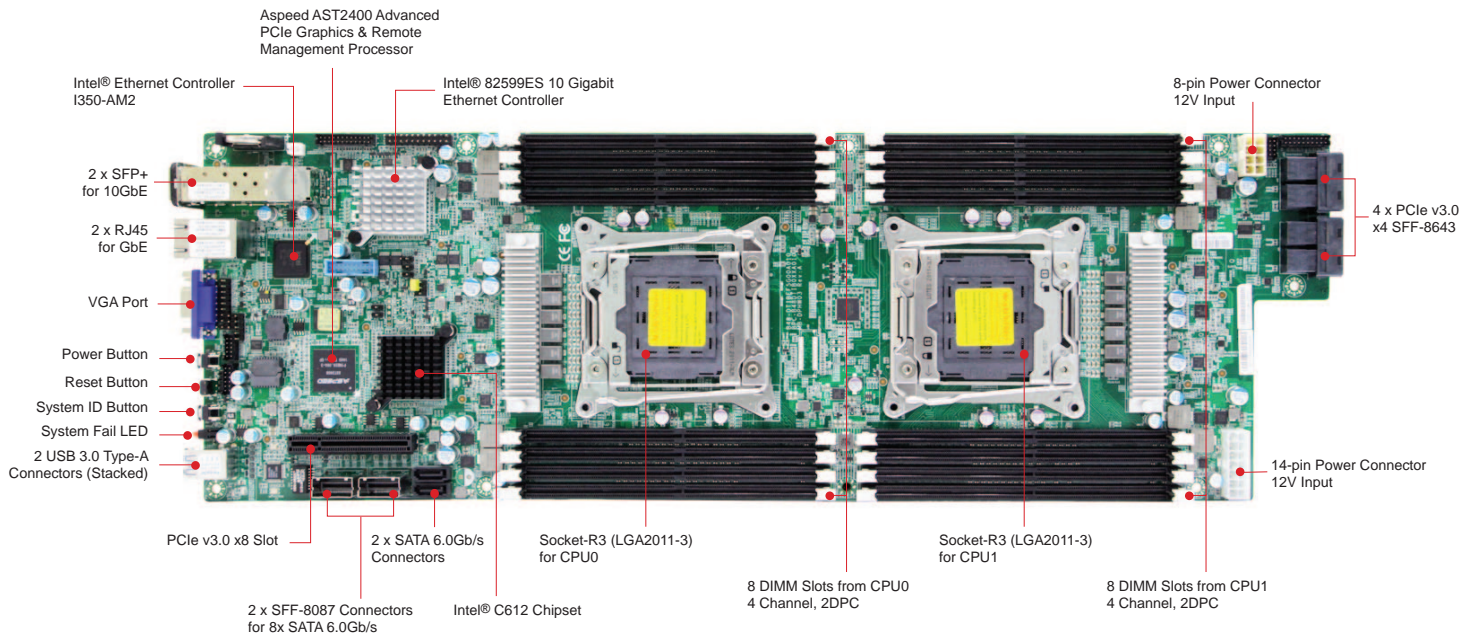 Aspeed AST2400 Advanced
PCIe Graphics & Remote
Management Processor
Intel® Ethernet Controller
I350-AM2
Intel® 82599ES 10 Gigabit
Ethernet Controller
8-pin Power Connector
12V Input
2 x SFP+
for 10GbE
2 x RJ45
for GbE
4 x PCIe v3.0
x4 SFF-8643
VGA Port
Power Button
Reset Button
System ID Button
System Fail LED
2 USB 3.0 Type-A
Connectors (Stacked)
14-pin Power Connector
12V Input
PCIe v3.0 x8 Slot
2 x SATA 6.0Gb/s
Connectors
Socket-R3 (LGA2011-3)
for CPU0
Socket-R3 (LGA2011-3)
for CPU1
8 DIMM Slots from CPU0
4 Channel, 2DPC
8 DIMM Slots from CPU1
4 Channel, 2DPC
2 x SFF-8087 Connectors
for 8x SATA 6.0Gb/s
Intel® C612 Chipset
ASPEED
CE FC